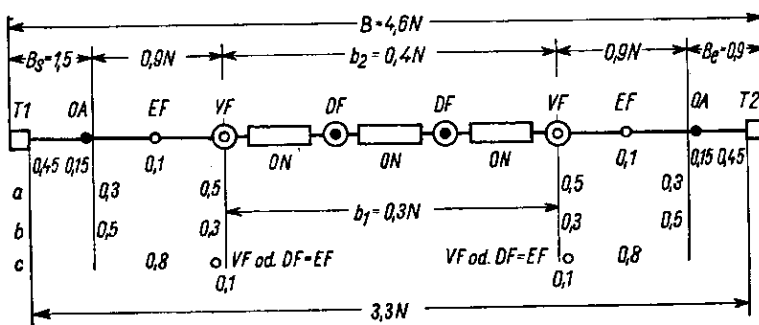 B = 4,6N
Bs = 1,5 0,9N b2 = 0,4N 0,9N Be = 0,9
T1 OA EF VF DF DF VF EF OA T2
0,45 0,15 0,1 ON ON ON 0,1 0,15 0,45
a 0,3 0,5 0,5 0,3
b1 = 0,3N
b 0,5 0,3 0,3 0,5
c 0,8 VF od. DF = EF VF od. DF = EF 0,8
0,1 0,1
3,3N